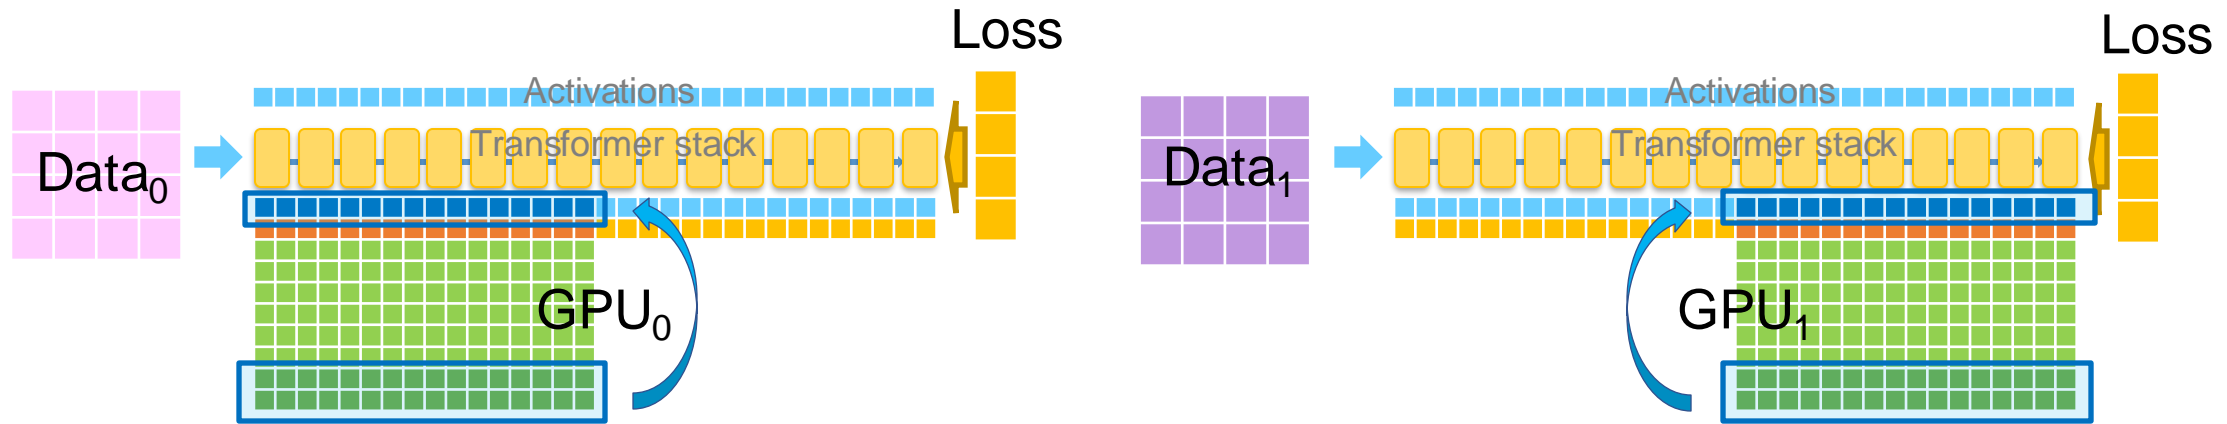 Loss
Activations
Transformer stack
Data0
GPU0
Loss
Activations
Transformer stack
Data1
GPU1